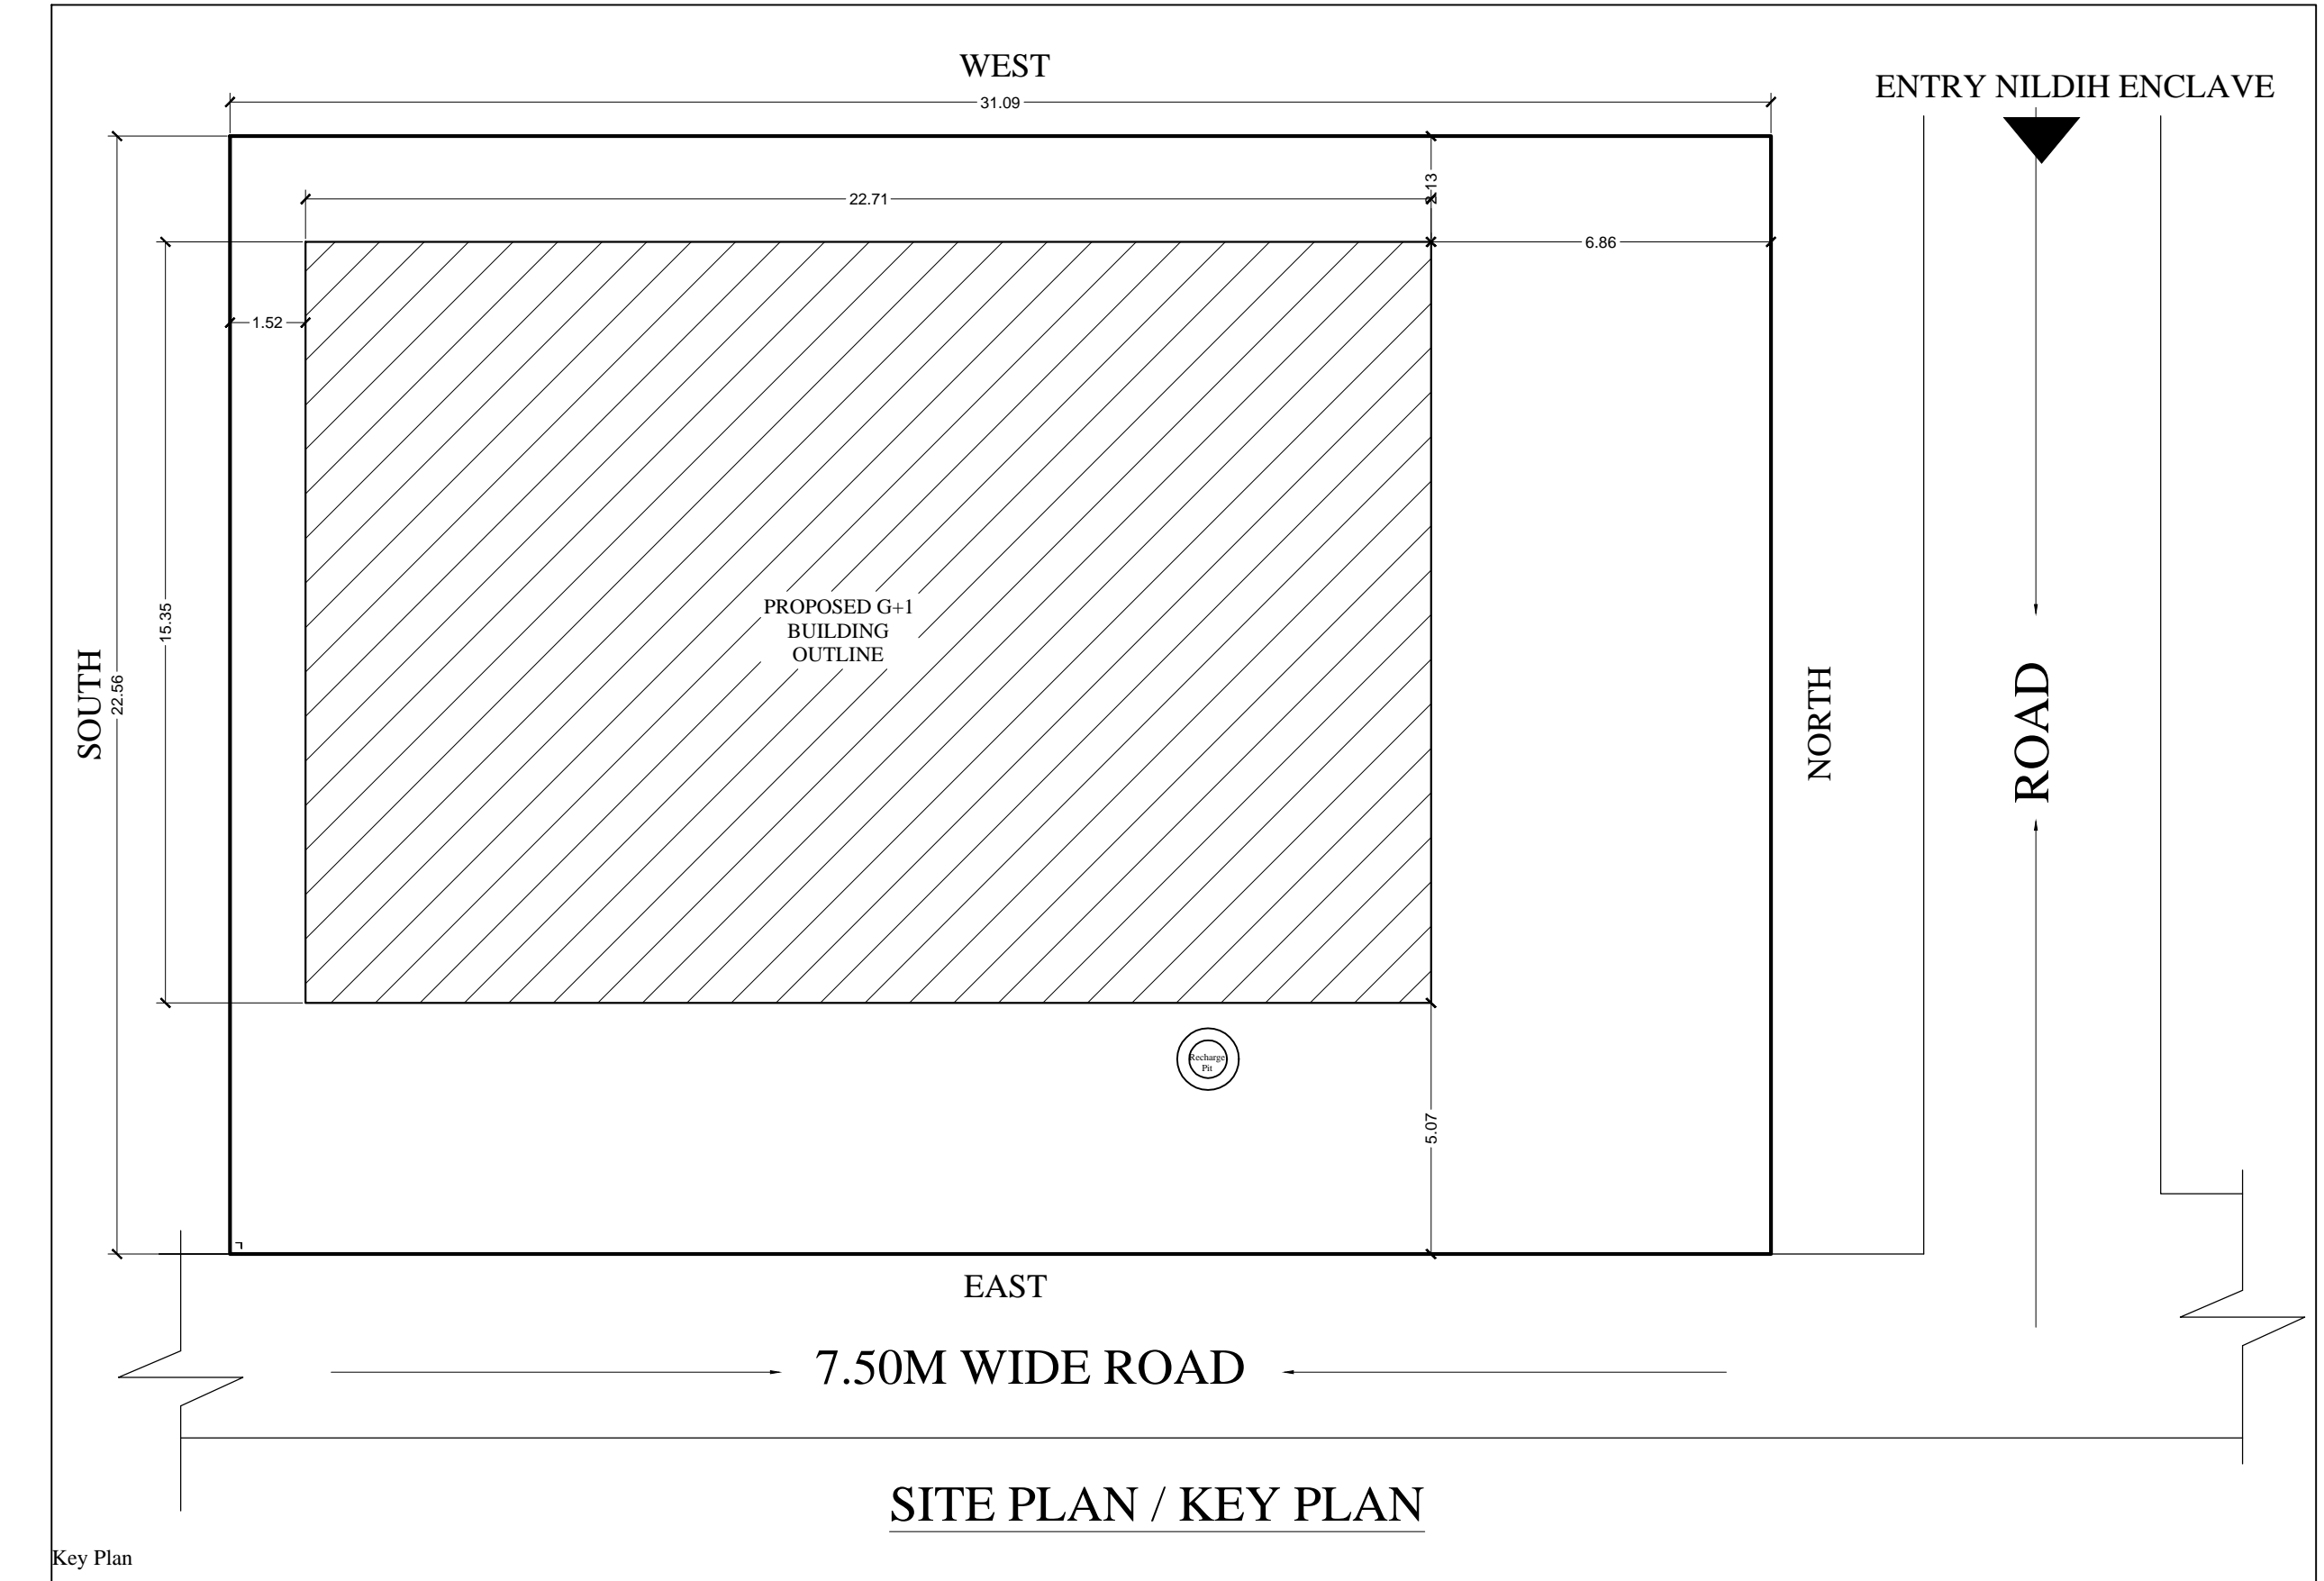 WEST
ENTRY NILDIH ENCLAVE
31.09
2.13
22.71
6.86
1.52
15.35
PROPOSED G+1
BUILDING
OUTLINE
SOUTH
22.56
NORTH
ROAD
Recharge
Pit
5.07
EAST
7.50M WIDE ROAD
SITE PLAN / KEY PLAN
Key Plan